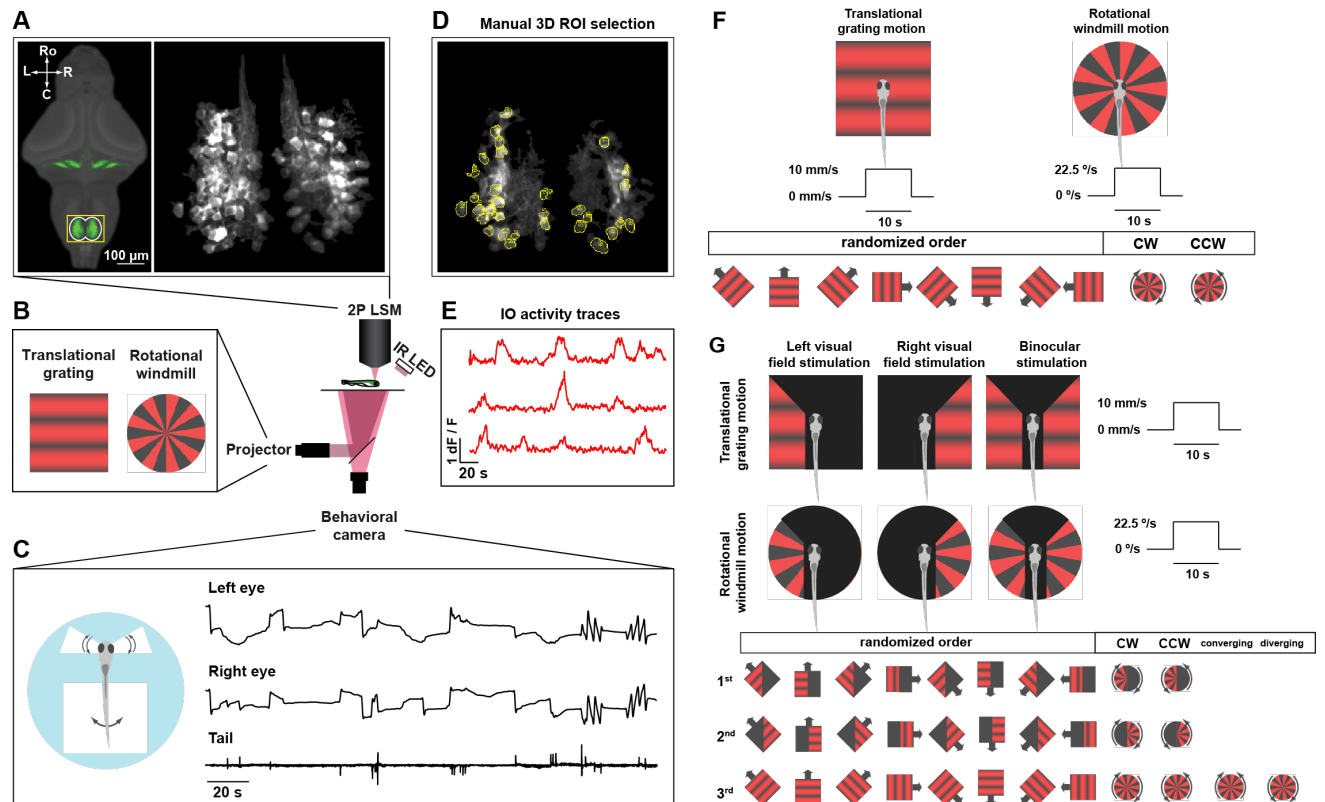 A
Ro
L
R
C
100 µm
D
Manual 3D ROI selection
B
Translational
grating
Rotational
windmill
2P LSM
IR LED
Projector
Behavioral
camera
E
IO activity traces
1 dF / F
20 s
C
Left eye
Right eye
Tail
20 s
F
Translational
grating motion
Rotational
windmill motion
10 mm/s
0 mm/s
10 s
22.5 º/s
0 º/s
10 s
randomized order
CW
CCW
G
Left visual
field stimulation
Right visual
field stimulation
Binocular
stimulation
Translational
grating motion
10 mm/s
0 mm/s
10 s
Rotational
windmill motion
22.5 º/s
0 º/s
10 s
randomized order
CW
CCW
converging
diverging
1st
2nd
3rd